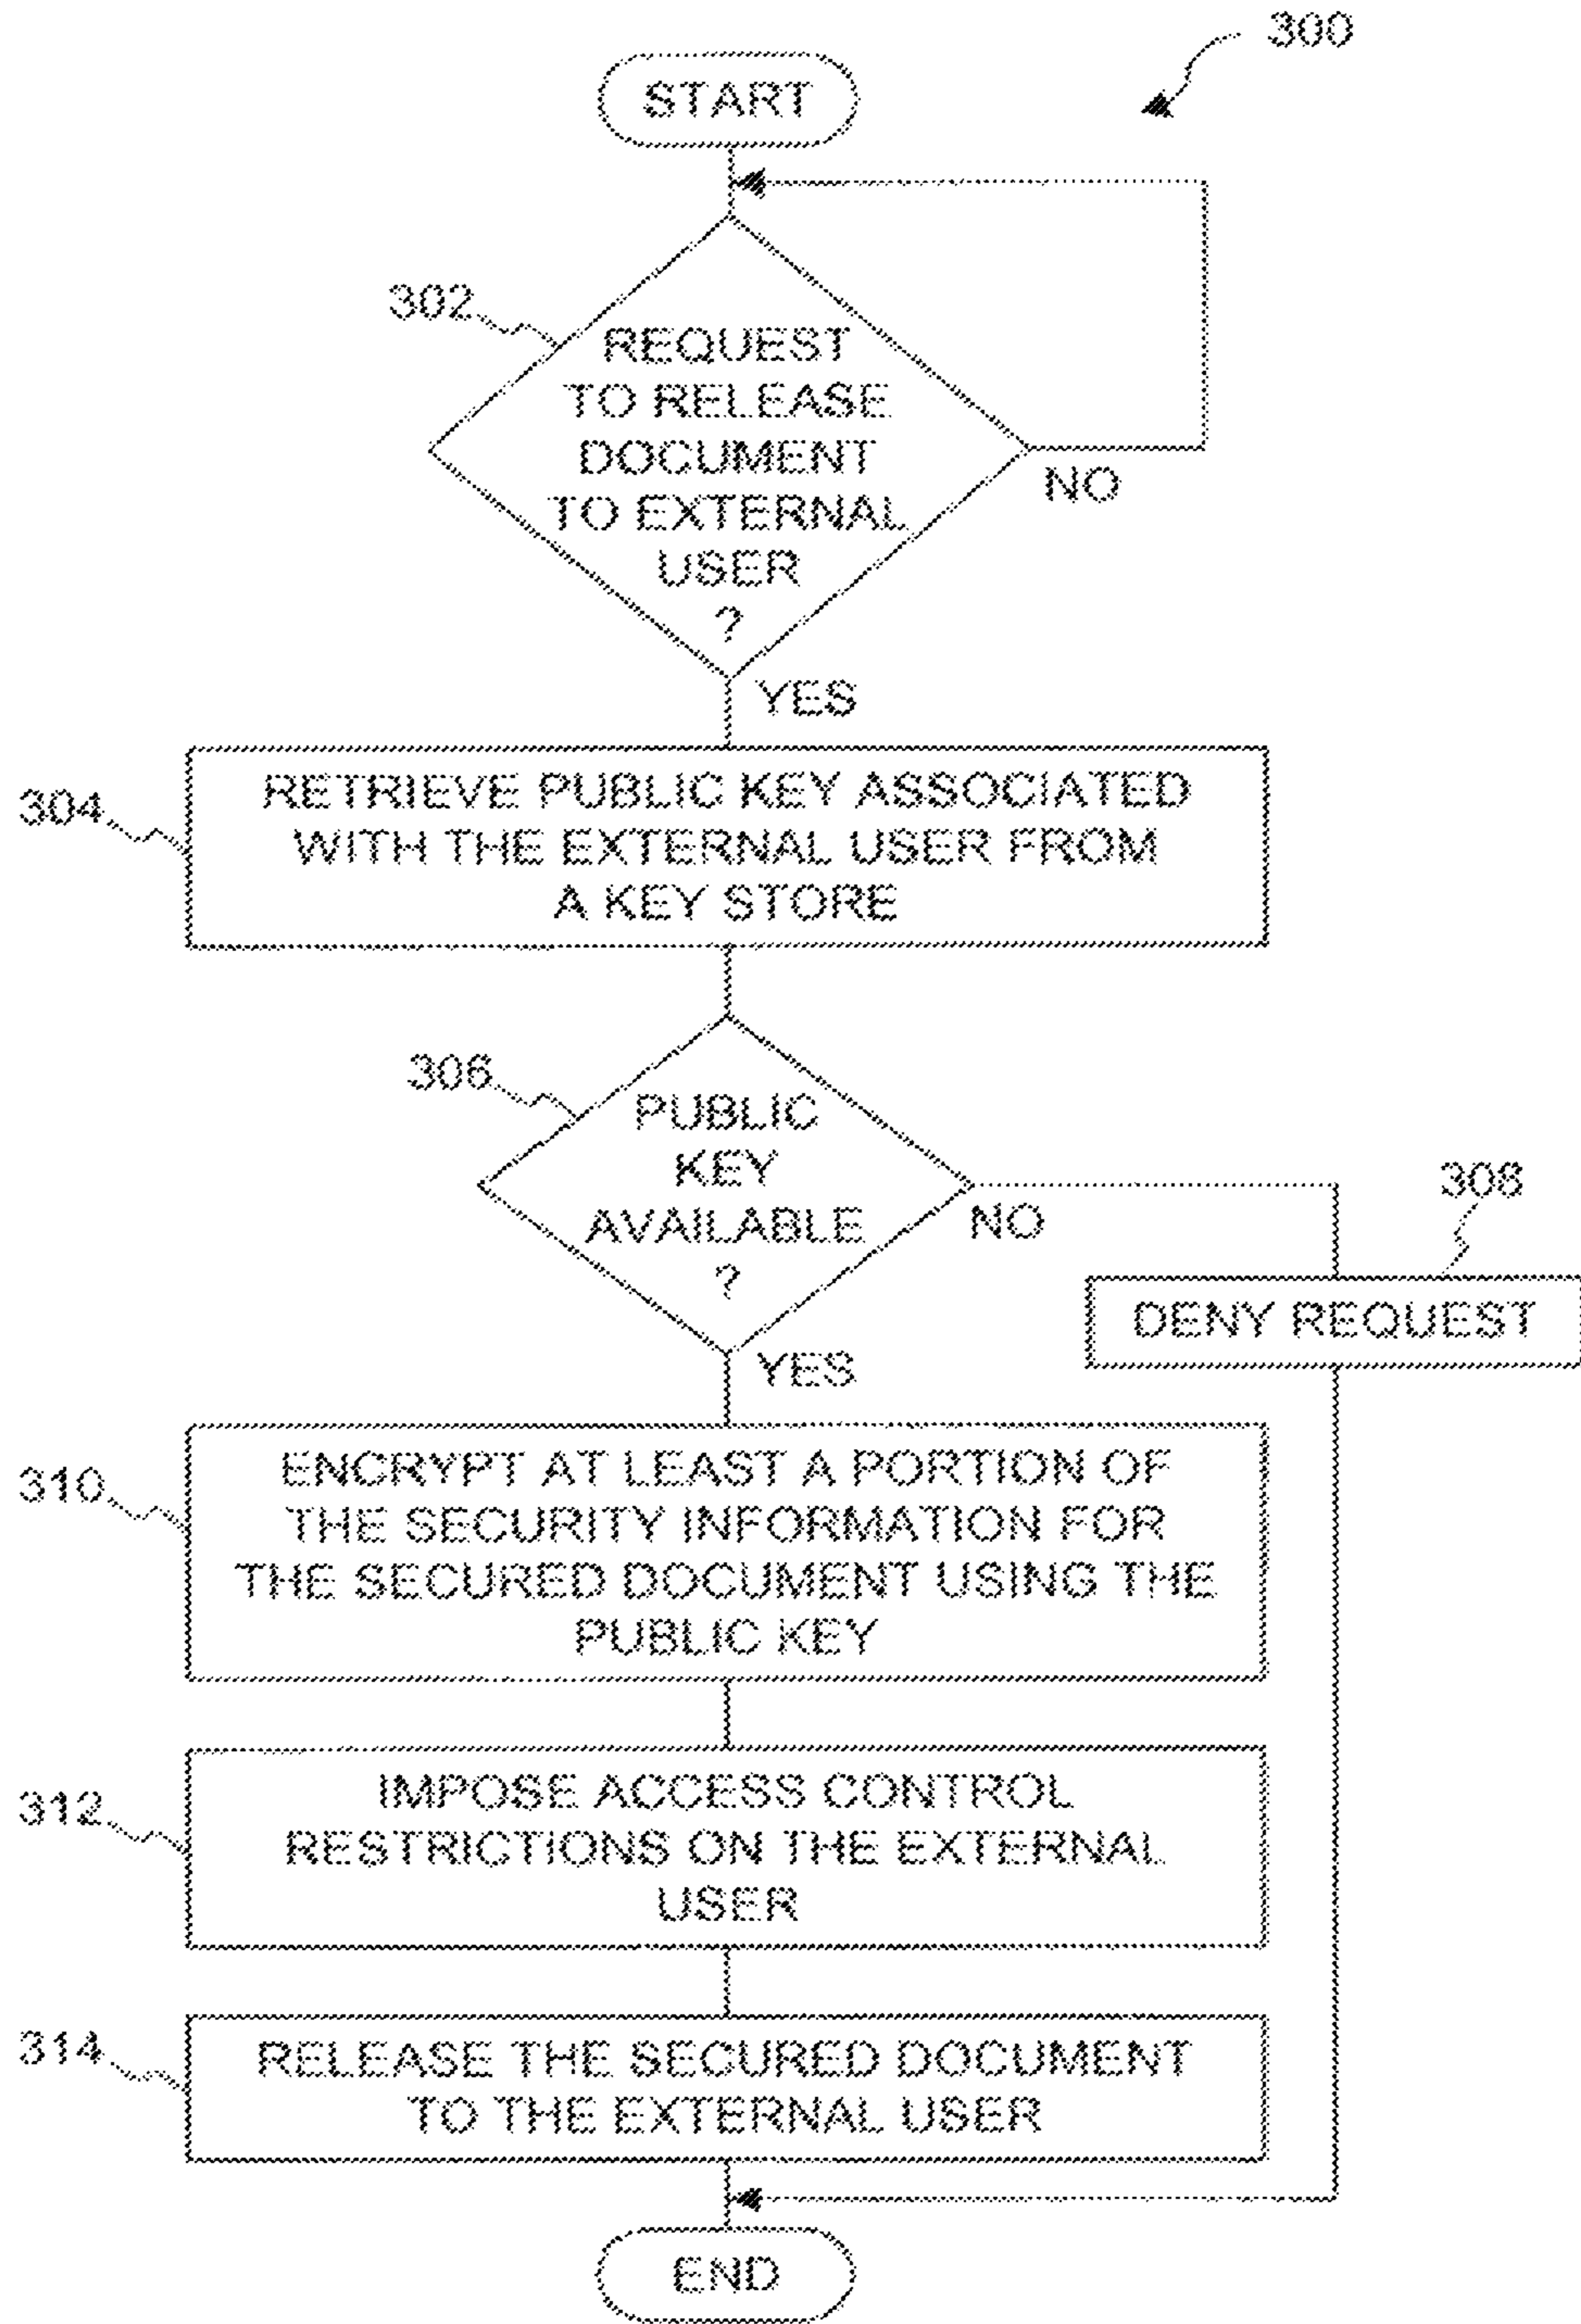 300
START
302
REQUEST
TO RELEASE
DOCUMENT
TO EXTERNAL
USER
?
NO
YES
304
RETRIEVE PUBLIC KEY ASSOCIATED
WITH THE EXTERNAL USER FROM
A KEY STORE
306
PUBLIC
KEY
AVAILABLE
?
NO
308
DENY REQUEST
YES
310
ENCRYPT AT LEAST A PORTION OF
THE SECURITY INFORMATION FOR
THE SECURED DOCUMENT USING THE
PUBLIC KEY
312
IMPOSE ACCESS CONTROL
RESTRICTIONS ON THE EXTERNAL
USER
314
RELEASE THE SECURED DOCUMENT
TO THE EXTERNAL USER
END